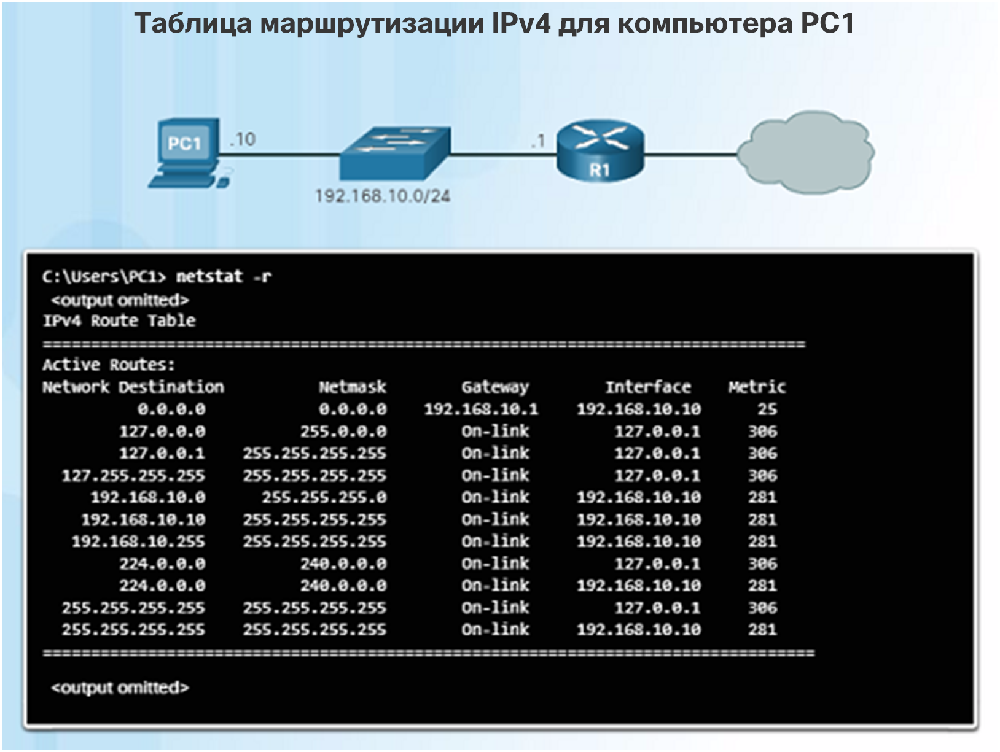 Таблица маршрутизации IPv4 для компьютера PC1
PC1
.10
.1
R1
192.168.10.0/24
C:\Users\PC1> netstat -r
<output omitted>
IPv4 Route Table
================================================================================
Active Routes:
Network Destination Netmask Gateway Interface Metric
0.0.0.0 0.0.0.0 192.168.10.1 192.168.10.10 25
127.0.0.0 255.0.0.0 On-link 127.0.0.1 306
127.0.0.1 255.255.255.255 On-link 127.0.0.1 306
127.255.255.255 255.255.255.255 On-link 127.0.0.1 306
192.168.10.0 255.255.255.0 On-link 192.168.10.10 281
192.168.10.10 255.255.255.255 On-link 192.168.10.10 281
192.168.10.255 255.255.255.255 On-link 192.168.10.10 281
224.0.0.0 240.0.0.0 On-link 127.0.0.1 306
224.0.0.0 240.0.0.0 On-link 192.168.10.10 281
255.255.255.255 255.255.255.255 On-link 127.0.0.1 306
255.255.255.255 255.255.255.255 On-link 192.168.10.10 281
=================================================================================
<output omitted>